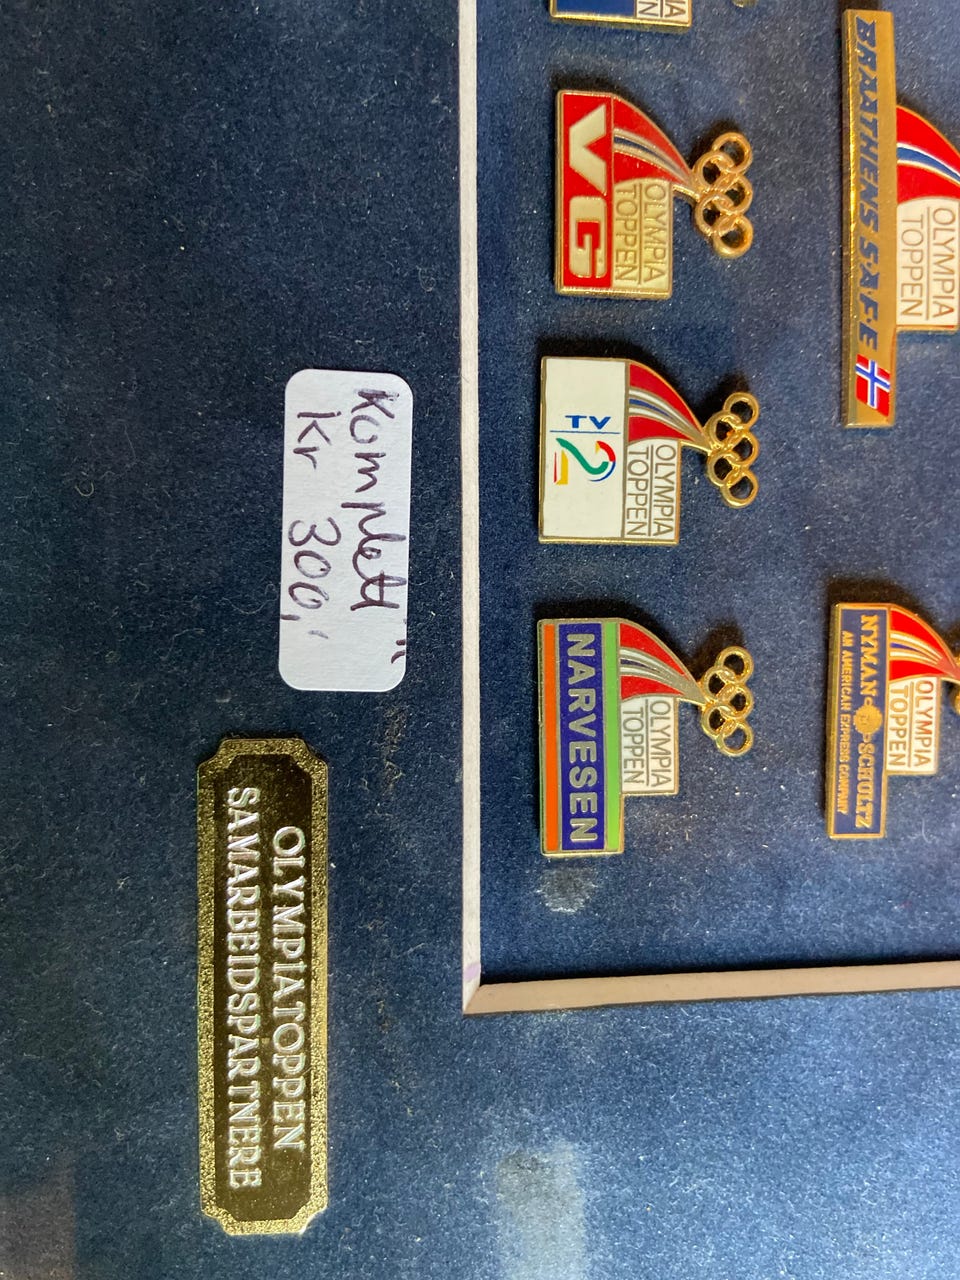 OLYMPIA
TOPPEN
BRAATHENS S.A.F.E
OLYMPIA
TOPPEN
NYMAN SCHULTZ
AN AMERICAN EXPRESS COMPANY
OLYMPIA
TOPPEN
VG
OLYMPIA
TOPPEN
TV 2
OLYMPIA
TOPPEN
NARVESEN
Komplett
Kr 300,-
OLYMPIATOPPEN
SAMARBEIDSPARTNERE